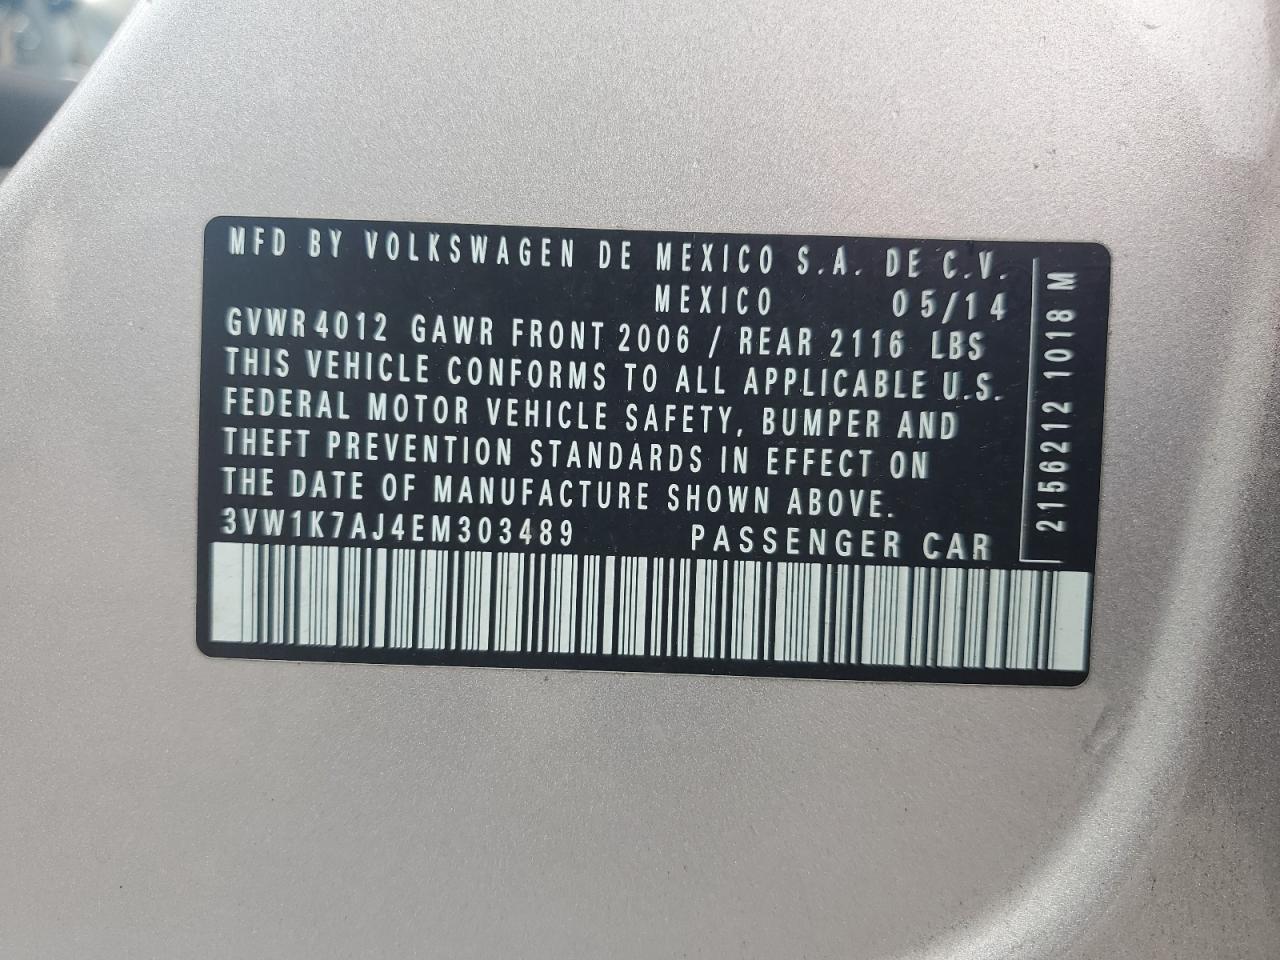 MFD BY VOLKSWAGEN DE MEXICO S.A. DE C.V.
MEXICO 05/14
GVWR 4012 GAWR FRONT 2006 / REAR 2116 LBS
THIS VEHICLE CONFORMS TO ALL APPLICABLE U.S.
FEDERAL MOTOR VEHICLE SAFETY, BUMPER AND
THEFT PREVENTION STANDARDS IN EFFECT ON
THE DATE OF MANUFACTURE SHOWN ABOVE.
3VW1K7AJ4EM303489 PASSENGER CAR
2156212 1018 M